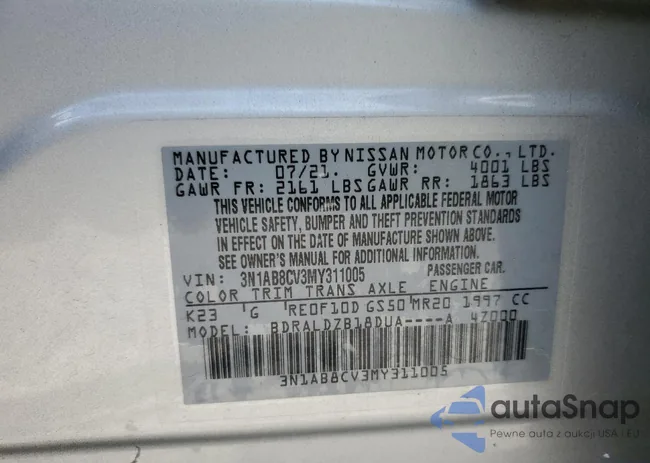 MANUFACTURED BY NISSAN MOTOR CO., LTD.
DATE: 07/21. GVWR: 4001 LBS
GAWR FR: 2161 LBS GAWR RR: 1863 LBS
THIS VEHICLE CONFORMS TO ALL APPLICABLE FEDERAL MOTOR
VEHICLE SAFETY, BUMPER AND THEFT PREVENTION STANDARDS
IN EFFECT ON THE DATE OF MANUFACTURE SHOWN ABOVE.
SEE OWNER'S MANUAL FOR ADDITIONAL INFORMATION.
VIN: 3N1AB8CV3MY311005 PASSENGER CAR.
COLOR TRIM TRANS AXLE ENGINE
K23 G RE0F10D GS50 MR20 1997 CC
MODEL: BDRALDZB18DUA----A 4Z000
3N1AB8CV3MY311005
autaSnap
Pewne auta z aukcji USA - EU